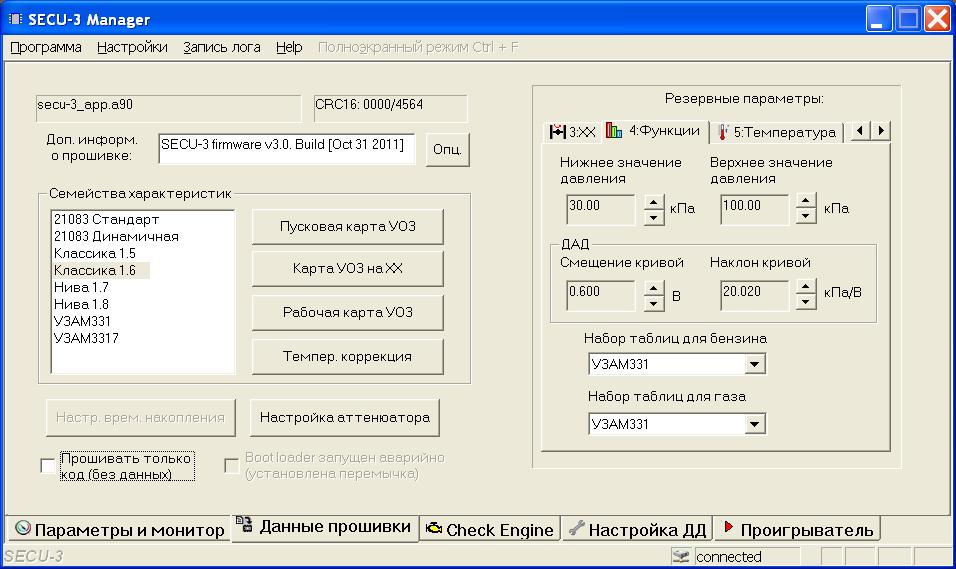 SECU-3 Manager
Программа Настройки Запись лога Help Полноэкранный режим Ctrl + F
secu-3_app.a90
CRC16: 0000/4564
Доп. информ.
о прошивке:
SECU-3 firmware v3.0. Build [Oct 31 2011]
Опц.
Семейства характеристик
21083 Стандарт
21083 Динамичная
Классика 1.5
Классика 1.6
Нива 1.7
Нива 1.8
УЗАМ331
УЗАМ3317
Пусковая карта УОЗ
Карта УОЗ на ХХ
Рабочая карта УОЗ
Темпер. коррекция
Настр. врем. накопления
Настройка аттенюатора
Прошивать только
код (без данных)
Boot loader запущен аварийно
(установлена перемычка)
Резервные параметры:
3:ХХ 4:Функции 5:Температура
Нижнее значение
давления
30.00 кПа
Верхнее значение
давления
100.00 кПа
ДАД
Смещение кривой
0.600 В
Наклон кривой
20.020 кПа/В
Набор таблиц для бензина
УЗАМ331
Набор таблиц для газа
УЗАМ331
Параметры и монитор Данные прошивки Check Engine Настройка ДД Проигрыватель
SECU-3 connected